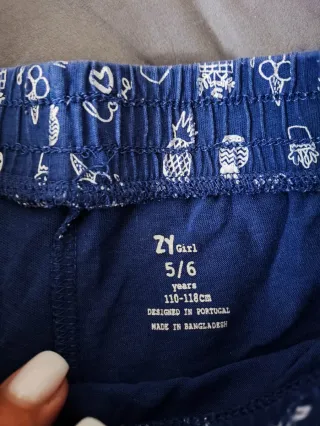 ZY Girl
5/6
years
110-118cm
DESIGNED IN PORTUGAL
MADE IN BANGLADESH